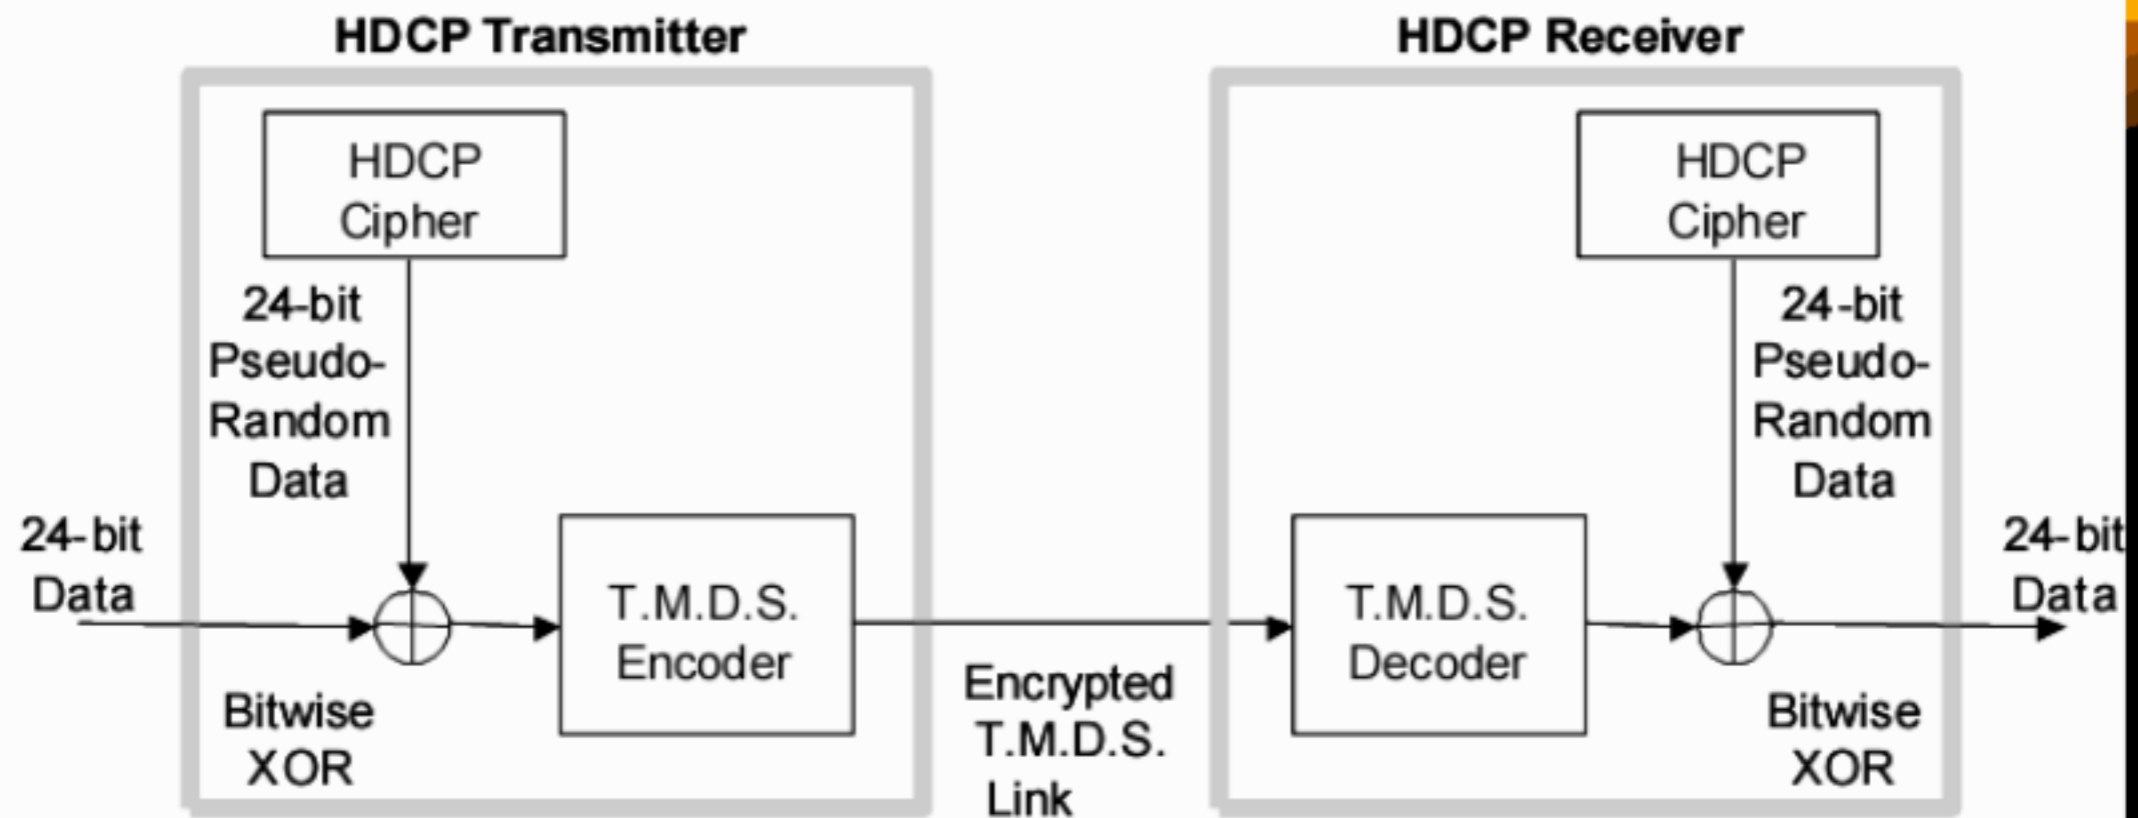 HDCP Transmitter
HDCP Receiver
HDCP
Cipher
24-bit
Pseudo-
Random
Data
24-bit
Data
Bitwise
XOR
T.M.D.S.
Encoder
Encrypted
T.M.D.S.
Link
T.M.D.S.
Decoder
HDCP
Cipher
24-bit
Pseudo-
Random
Data
Bitwise
XOR
24-bit
Data